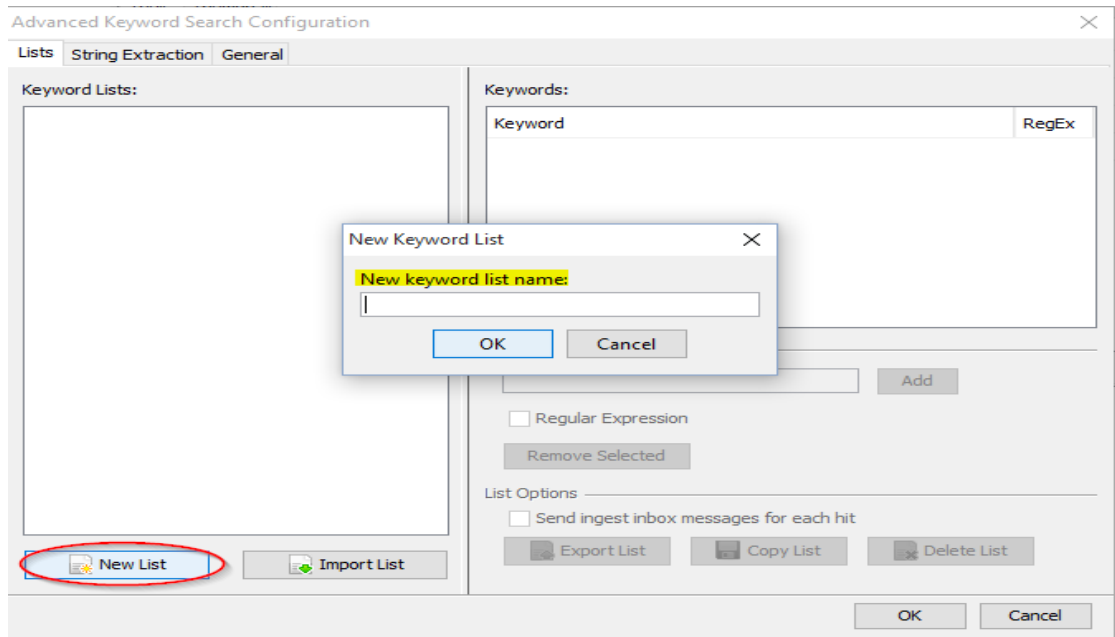 Advanced Keyword Search Configuration
Lists String Extraction General
Keyword Lists:
Keywords:
Keyword RegEx
New Keyword List
New keyword list name:
OK Cancel
Add
Regular Expression
Remove Selected
List Options
Send ingest inbox messages for each hit
Export List Copy List Delete List
New List Import List
OK Cancel